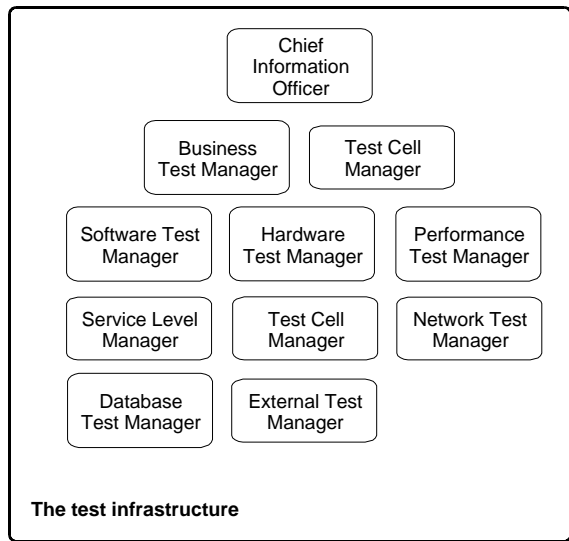 Chief
Information
Officer
Business
Test Manager
Test Cell
Manager
Software Test
Manager
Hardware
Test Manager
Performance
Test Manager
Service Level
Manager
Test Cell
Manager
Network Test
Manager
Database
Test Manager
External Test
Manager
The test infrastructure